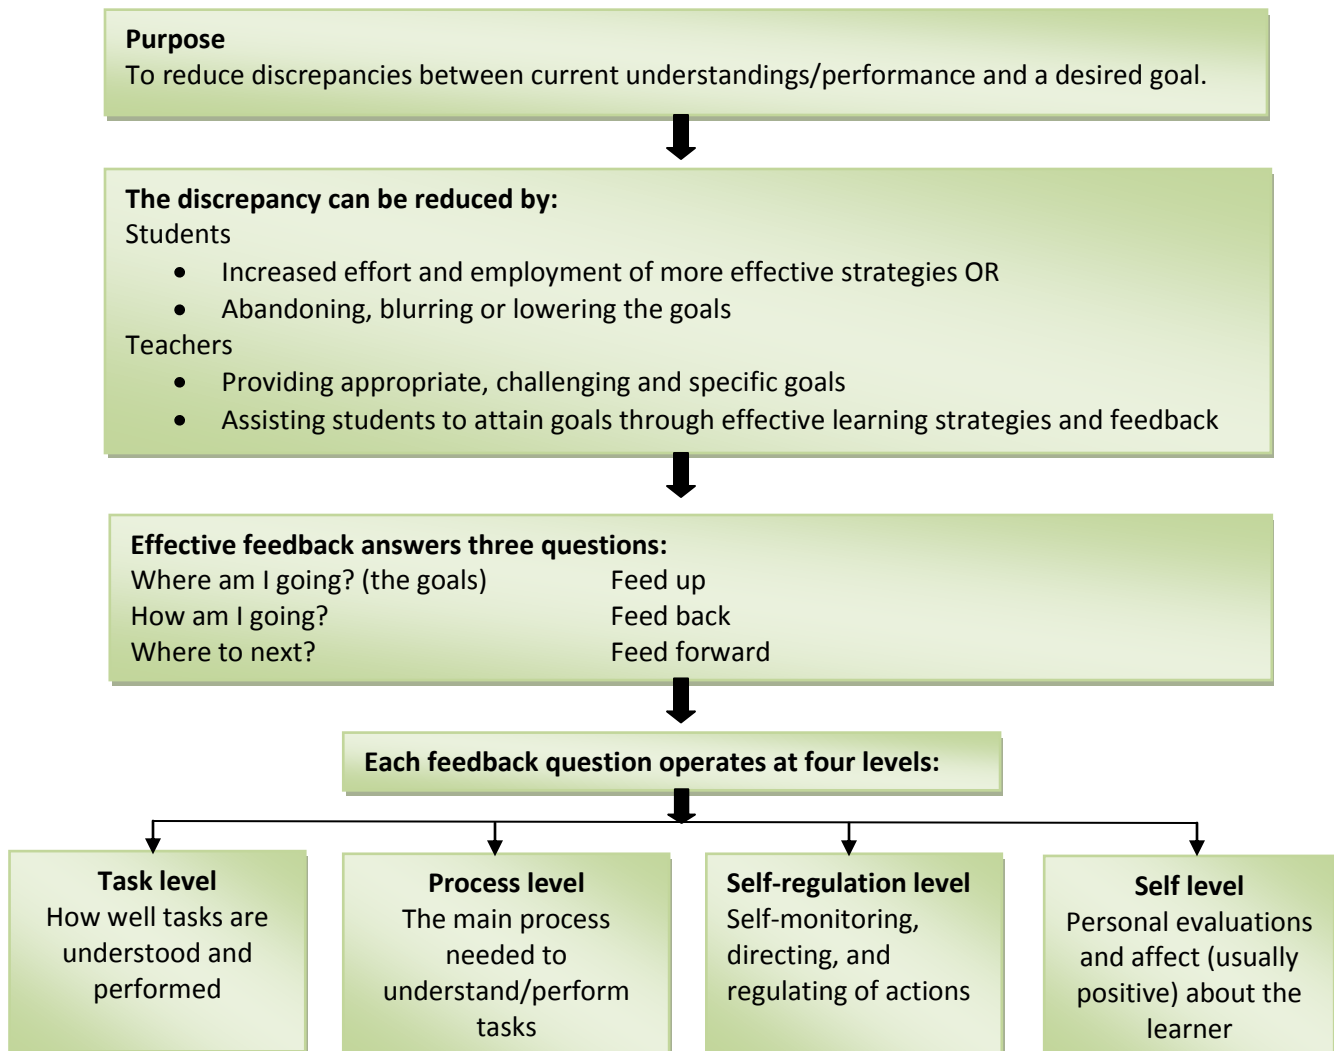 Purpose
To reduce discrepancies between current understandings/performance and a desired goal.
The discrepancy can be reduced by:
Students
• Increased effort and employment of more effective strategies OR
• Abandoning, blurring or lowering the goals
Teachers
• Providing appropriate, challenging and specific goals
• Assisting students to attain goals through effective learning strategies and feedback
Effective feedback answers three questions:
Where am I going? (the goals) Feed up
How am I going? Feed back
Where to next? Feed forward
Each feedback question operates at four levels:
Task level
How well tasks are
understood and
performed
Process level
The main process
needed to
understand/perform
tasks
Self-regulation level
Self-monitoring,
directing, and
regulating of actions
Self level
Personal evaluations
and affect (usually
positive) about the
learner